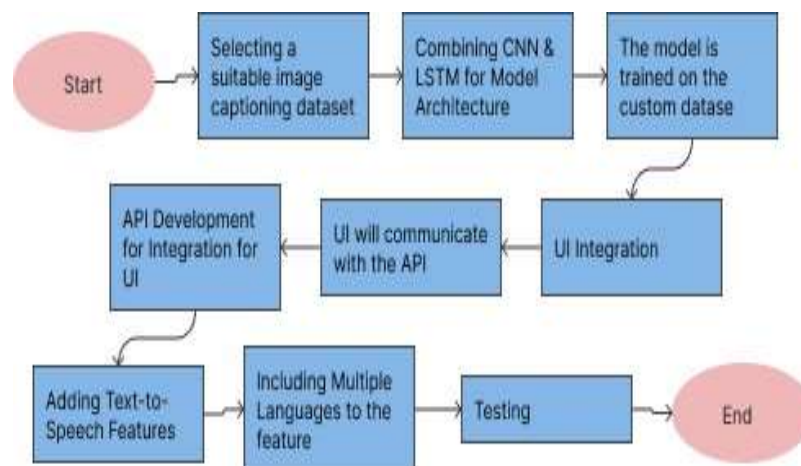 Start
Selecting a
suitable image
captioning dataset
Combining CNN &
LSTM for Model
Architecture
The model is
trained on the
custom datase
UI Integration
UI will communicate
with the API
API Development
for Integration for
UI
Adding Text-to-
Speech Features
Including Multiple
Languages to the
feature
Testing
End